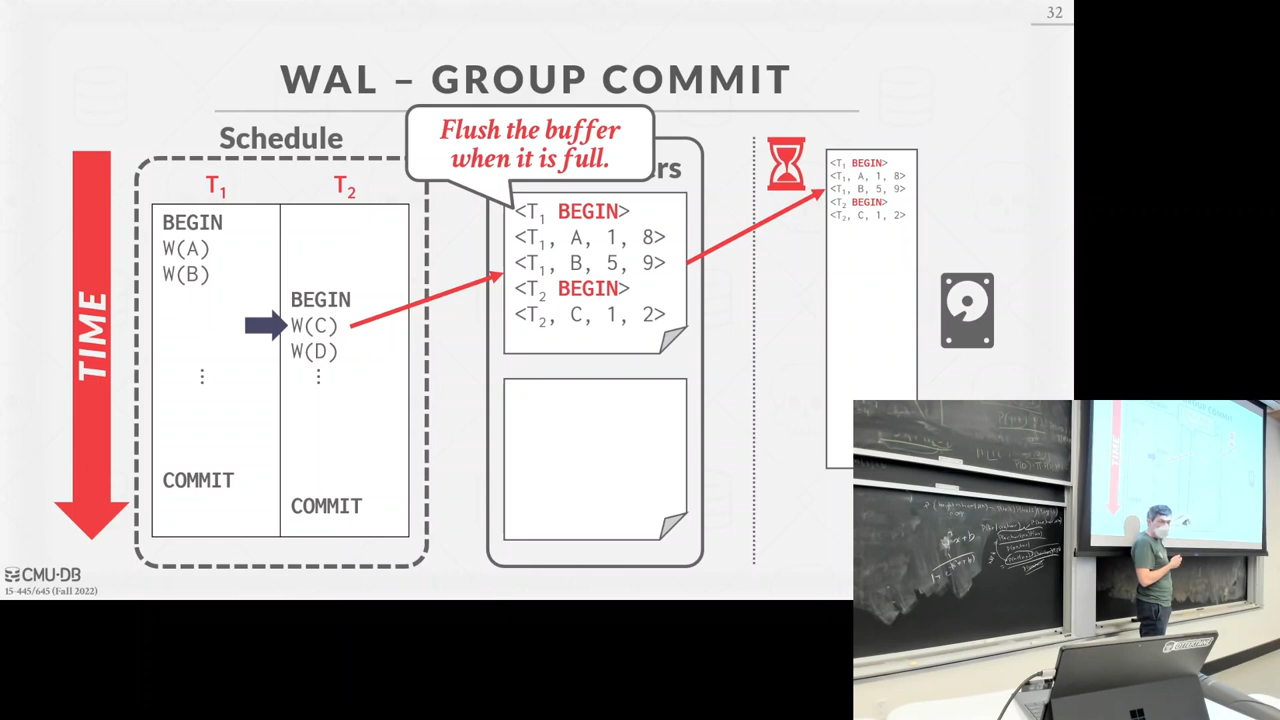 32
WAL – GROUP COMMIT
Schedule
Flush the buffer
when it is full.
rs
TIME
T1 T2
BEGIN
W(A)
W(B)
⋮
COMMIT
BEGIN
W(C)
W(D)
⋮
COMMIT
<T1 BEGIN>
<T1, A, 1, 8>
<T1, B, 5, 9>
<T2 BEGIN>
<T2, C, 1, 2>
<T1 BEGIN>
<T1, A, 1, 8>
<T1, B, 5, 9>
<T2 BEGIN>
<T2, C, 1, 2>
CMU·DB
15-445/645 (Fall 2022)
TIME